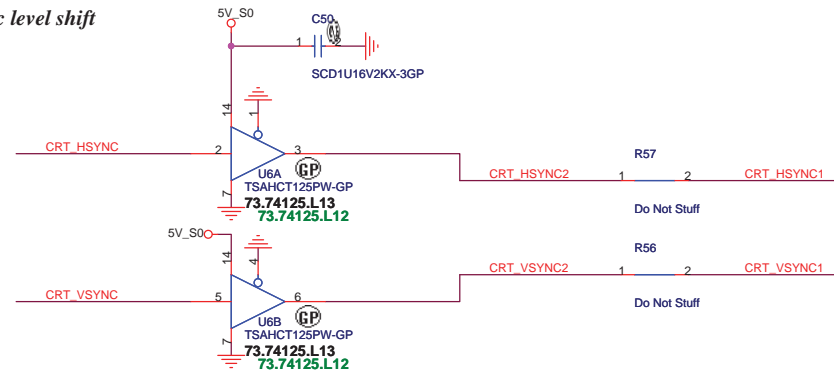 c level shift
5V_S0
C50
1
2
SCD1U16V2KX-3GP
14
1
CRT_HSYNC
2
3
GP
U6A
TSAHCT125PW-GP
7
73.74125.L13
73.74125.L12
CRT_HSYNC2
R57
1
2
CRT_HSYNC1
Do Not Stuff
5V_S0
14
4
CRT_VSYNC
5
6
GP
U6B
TSAHCT125PW-GP
7
73.74125.L13
73.74125.L12
CRT_VSYNC2
R56
1
2
CRT_VSYNC1
Do Not Stuff